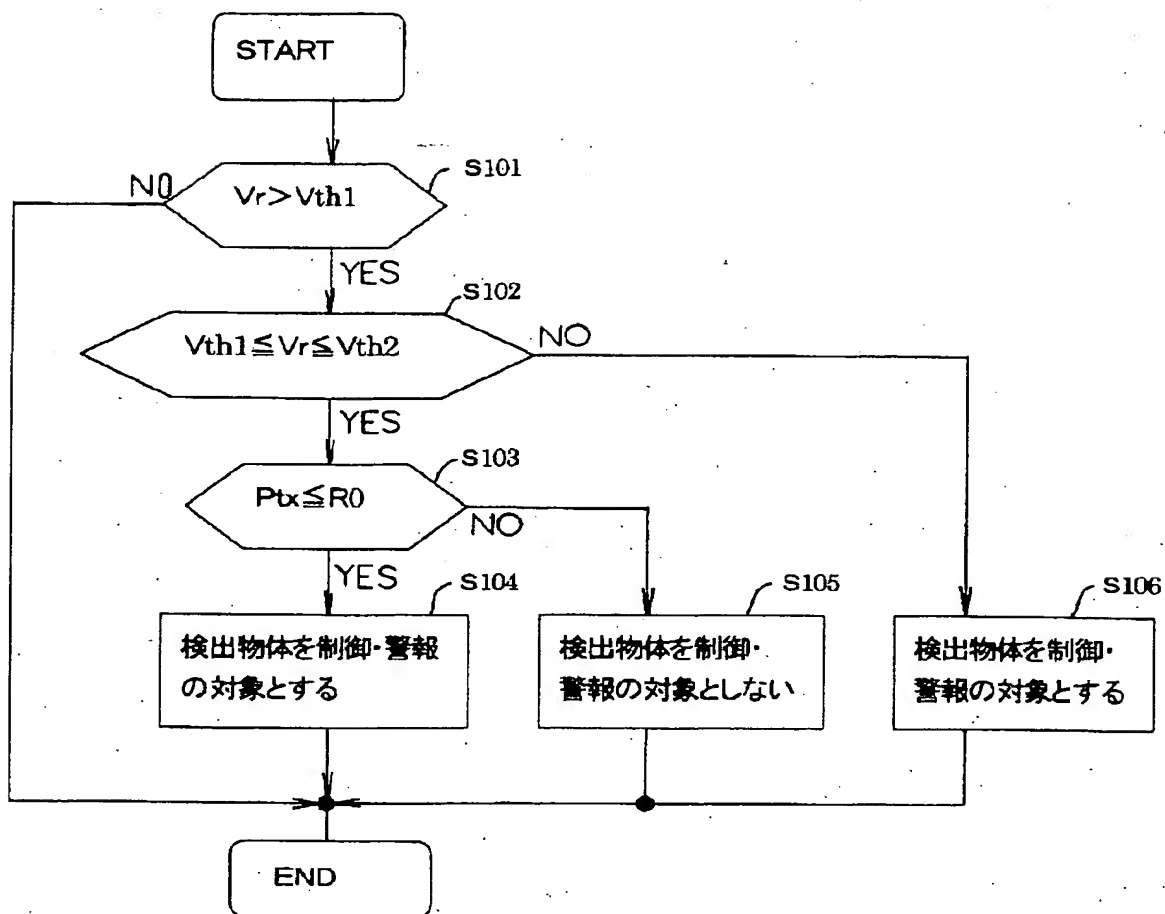 START
S101
NO
Vr>Vth1
YES
S102
Vth1≦Vr≦Vth2
NO
YES
S103
Ptx≦R0
NO
YES
S104
検出物体を制御・警報
の対象とする
S105
検出物体を制御・
警報の対象としない
S106
検出物体を制御・
警報の対象とする
END